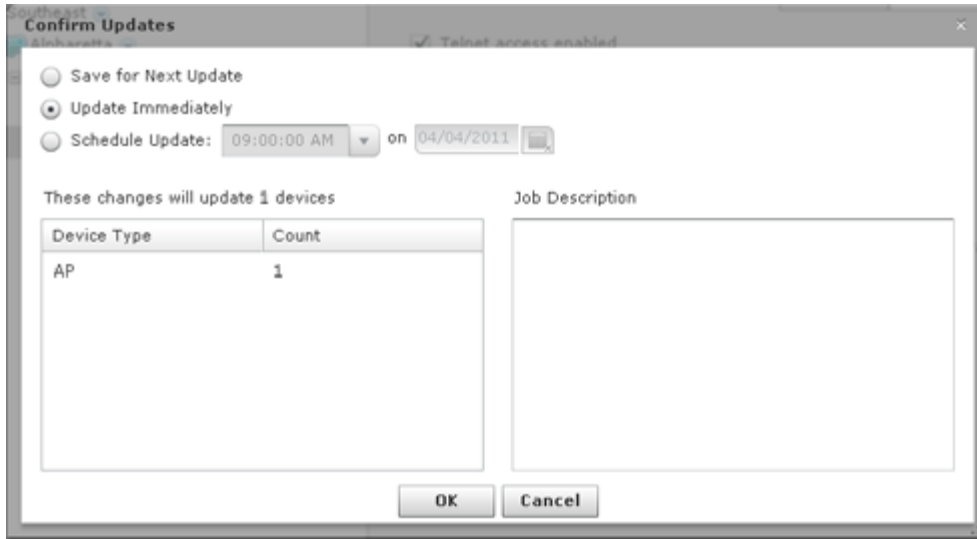 Southeast
Confirm Updates
Alpharetta
Telnet access enabled
Save for Next Update
Update Immediately
Schedule Update: 09:00:00 AM on 04/04/2011
These changes will update 1 devices
Job Description
Device Type Count
AP 1
OK Cancel